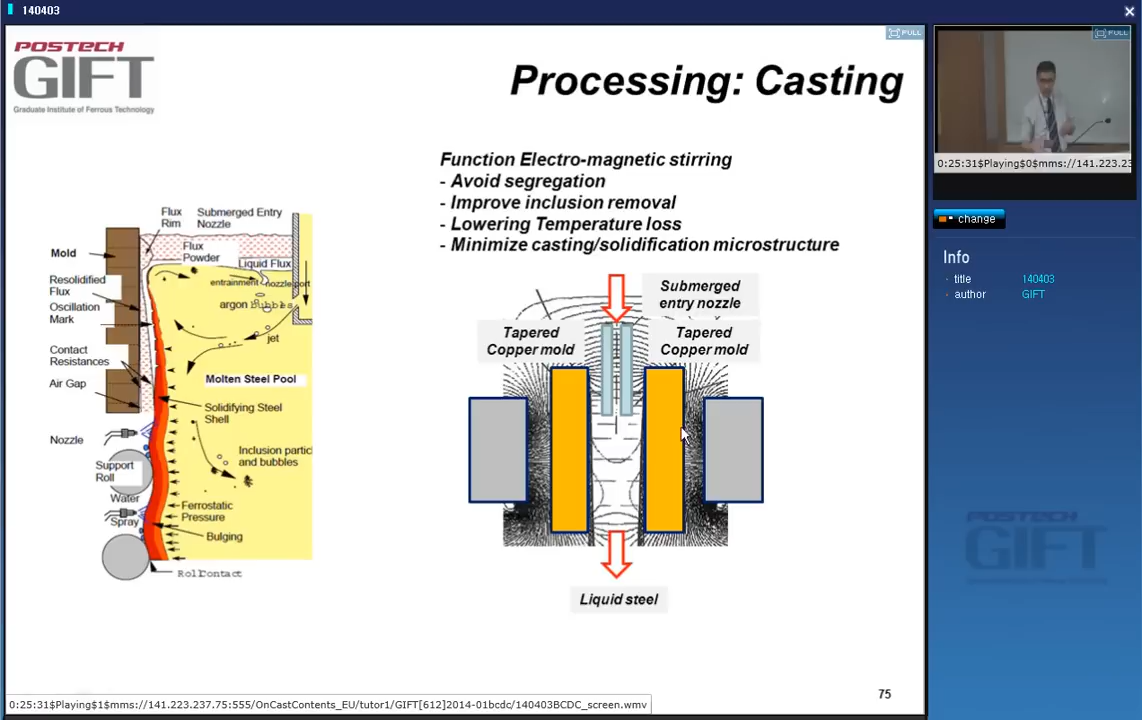 140403
POSTECH
GIFT
Graduate Institute of Ferrous Technology
FULL
Processing: Casting
Function Electro-magnetic stirring
- Avoid segregation
- Improve inclusion removal
- Lowering Temperature loss
- Minimize casting/solidification microstructure
Flux
Rim
Submerged Entry
Nozzle
Mold
Flux
Powder
Liquid Flux
Resolidified
Flux
entrainment
nozzle port
Oscillation
Mark
argon bubbles
jet
Contact
Resistances
Air Gap
Molten Steel Pool
Solidifying Steel
Shell
Nozzle
Inclusion partic
and bubbles
Support
Roll
Water
Spray
Ferrostatic
Pressure
Bulging
Roll Contact
Submerged
entry nozzle
Tapered
Copper mold
Tapered
Copper mold
Liquid steel
75
0:25:31$Playing$1$mms://141.223.237.75:555/OnCastContents_EU/tutor1/GIFT[612]2014-01bcdc/140403BCDC_screen.wmv
FULL
0:25:31$Playing$0$mms://141.223.23
change
Info
title 140403
author GIFT
POSTECH
GIFT